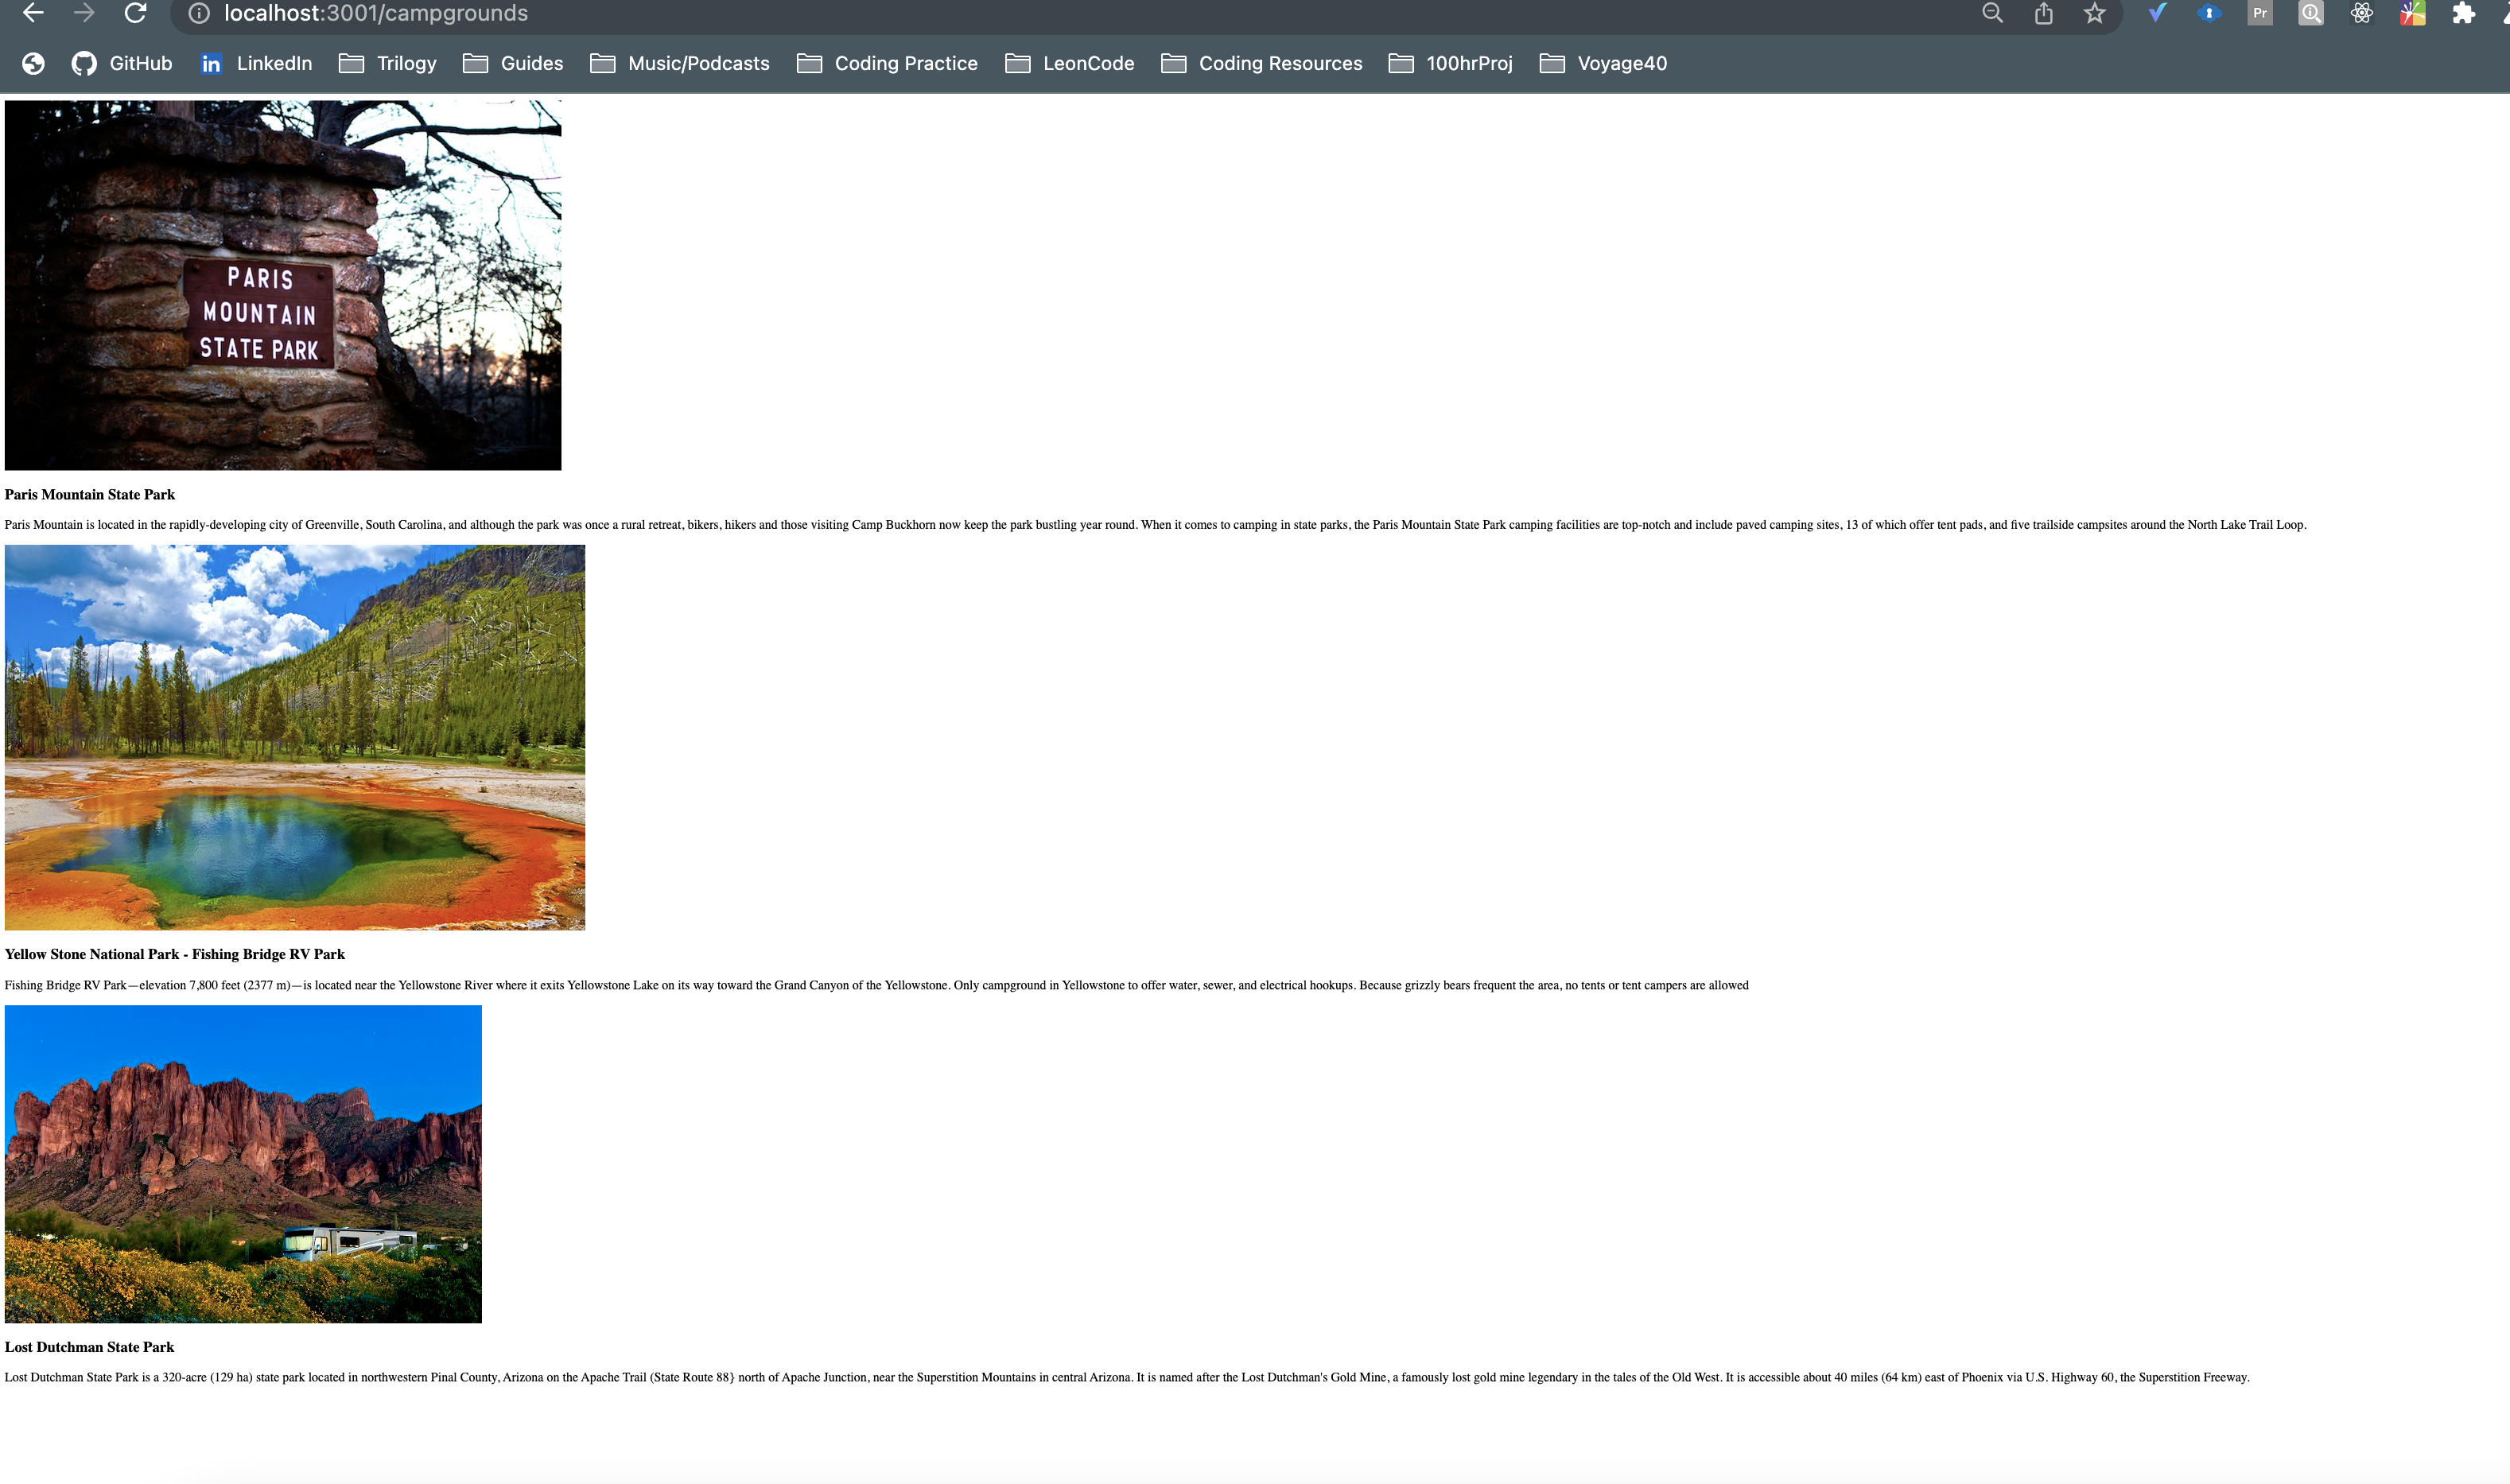 localhost:3001/campgrounds
Pr
GitHub in LinkedIn Trilogy Guides Music/Podcasts Coding Practice LeonCode Coding Resources 100hrProj Voyage40
PARIS
MOUNTAIN
STATE PARK
Paris Mountain State Park
Paris Mountain is located in the rapidly-developing city of Greenville, South Carolina, and although the park was once a rural retreat, bikers, hikers and those visiting Camp Buckhorn now keep the park bustling year round. When it comes to camping in state parks, the Paris Mountain State Park camping facilities are top-notch and include paved camping sites, 13 of which offer tent pads, and five trailside campsites around the North Lake Trail Loop.
Yellow Stone National Park - Fishing Bridge RV Park
Fishing Bridge RV Park—elevation 7,800 feet (2377 m)—is located near the Yellowstone River where it exits Yellowstone Lake on its way toward the Grand Canyon of the Yellowstone. Only campground in Yellowstone to offer water, sewer, and electrical hookups. Because grizzly bears frequent the area, no tents or tent campers are allowed
Lost Dutchman State Park
Lost Dutchman State Park is a 320-acre (129 ha) state park located in northwestern Pinal County, Arizona on the Apache Trail (State Route 88} north of Apache Junction, near the Superstition Mountains in central Arizona. It is named after the Lost Dutchman's Gold Mine, a famously lost gold mine legendary in the tales of the Old West. It is accessible about 40 miles (64 km) east of Phoenix via U.S. Highway 60, the Superstition Freeway.